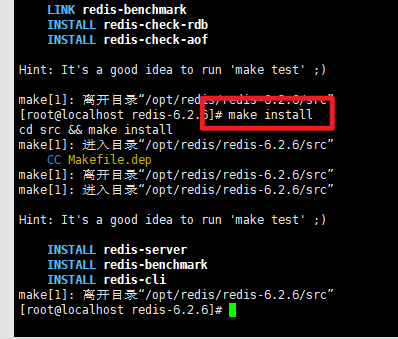 LINK redis-benchmark
INSTALL redis-check-rdb
INSTALL redis-check-aof
Hint: It's a good idea to run 'make test' ;)
make[1]: 离开目录“/opt/redis/redis-6.2.6/src”
[root@localhost redis-6.2.6]# make install
cd src && make install
make[1]: 进入目录“/opt/redis/redis-6.2.6/src”
CC Makefile.dep
make[1]: 离开目录“/opt/redis/redis-6.2.6/src”
make[1]: 进入目录“/opt/redis/redis-6.2.6/src”
Hint: It's a good idea to run 'make test' ;)
INSTALL redis-server
INSTALL redis-benchmark
INSTALL redis-cli
make[1]: 离开目录“/opt/redis/redis-6.2.6/src”
[root@localhost redis-6.2.6]#